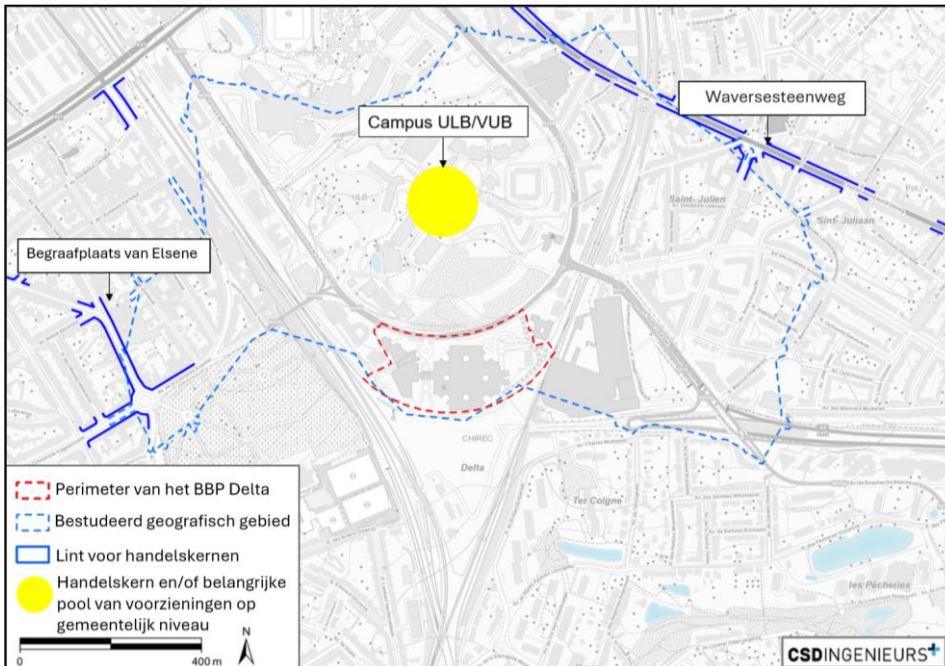 Campus ULB/VUB
Waversesteenweg
Begraafplaats van Elsene
ULB
Saint- Julien
Sint- Juliaan
Pol
Pol
CHIREC
Delta
Ter Coigne
les Pêcheries
Perimeter van het BBP Delta
Bestudeerd geografisch gebied
Lint voor handelskernen
Handelskern en/of belangrijke
pool van voorzieningen op
gemeentelijk niveau
N
0
400 m
CSDINGENIEURS+